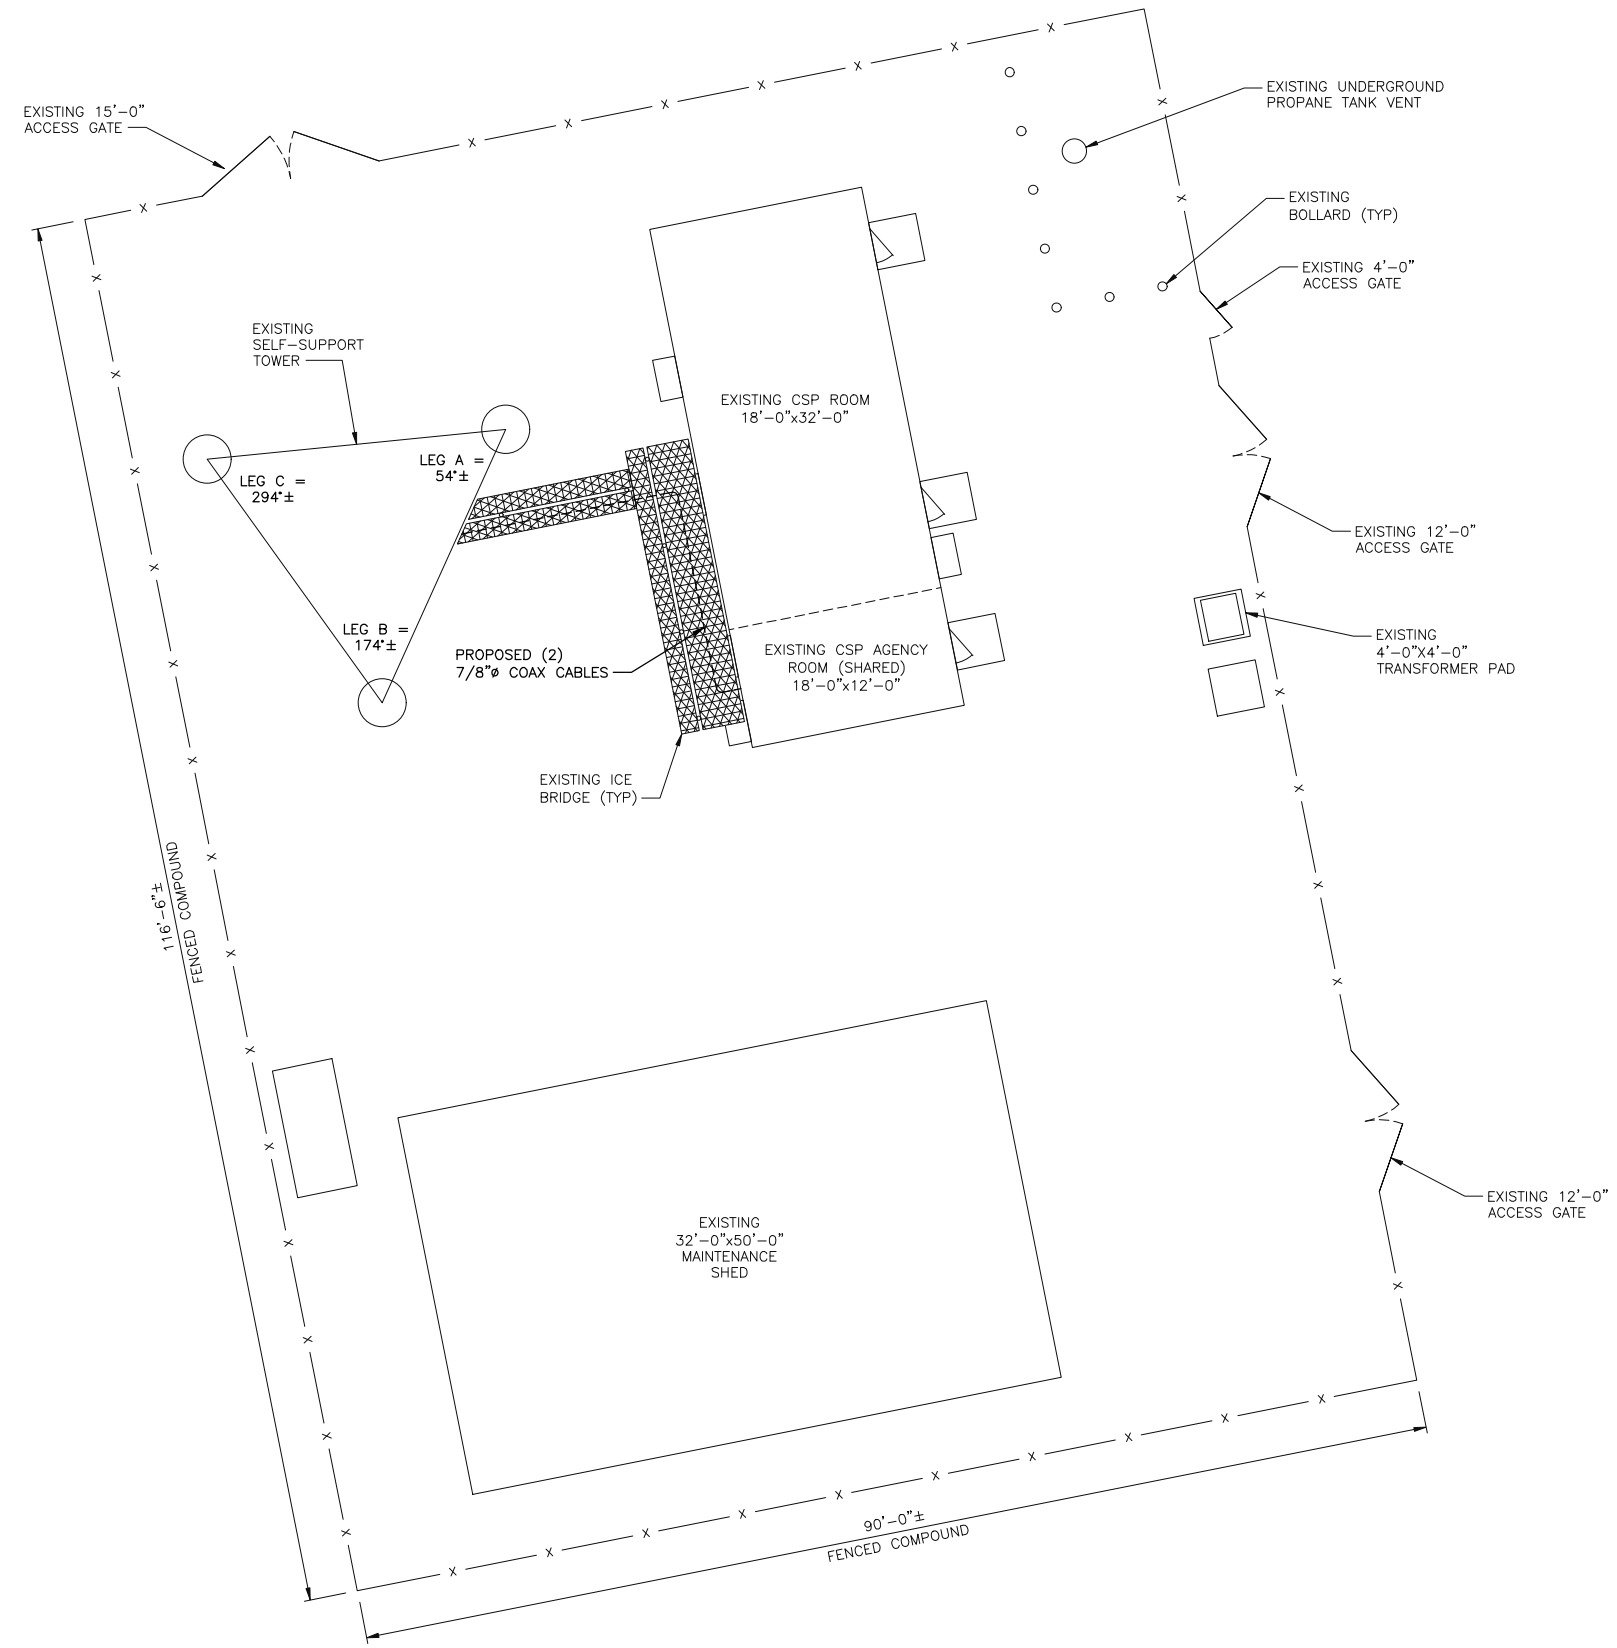 EXISTING 15'-0"
ACCESS GATE
EXISTING UNDERGROUND
PROPANE TANK VENT
EXISTING
BOLLARD (TYP)
EXISTING 4'-0"
ACCESS GATE
EXISTING
SELF-SUPPORT
TOWER
EXISTING CSP ROOM
18'-0"x32'-0"
LEG A =
54°±
LEG C =
294°±
EXISTING 12'-0"
ACCESS GATE
LEG B =
174°±
PROPOSED (2)
7/8"ø COAX CABLES
EXISTING CSP AGENCY
ROOM (SHARED)
18'-0"x12'-0"
EXISTING
4'-0"X4'-0"
TRANSFORMER PAD
EXISTING ICE
BRIDGE (TYP)
116'-6"±
FENCED COMPOUND
EXISTING
32'-0"x50'-0"
MAINTENANCE
SHED
EXISTING 12'-0"
ACCESS GATE
90'-0"±
FENCED COMPOUND